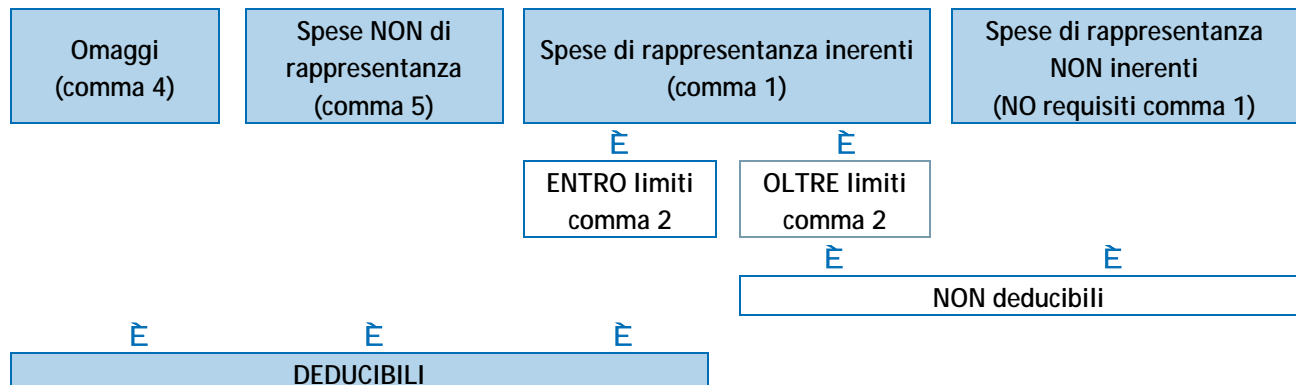 Omaggi
(comma 4)
Spese NON di
rappresentanza
(comma 5)
Spese di rappresentanza inerenti
(comma 1)
Spese di rappresentanza
NON inerenti
(NO requisiti comma 1)
È È
ENTRO limiti
comma 2
OLTRE limiti
comma 2
È È
NON deducibili
È È È
DEDUCIBILI